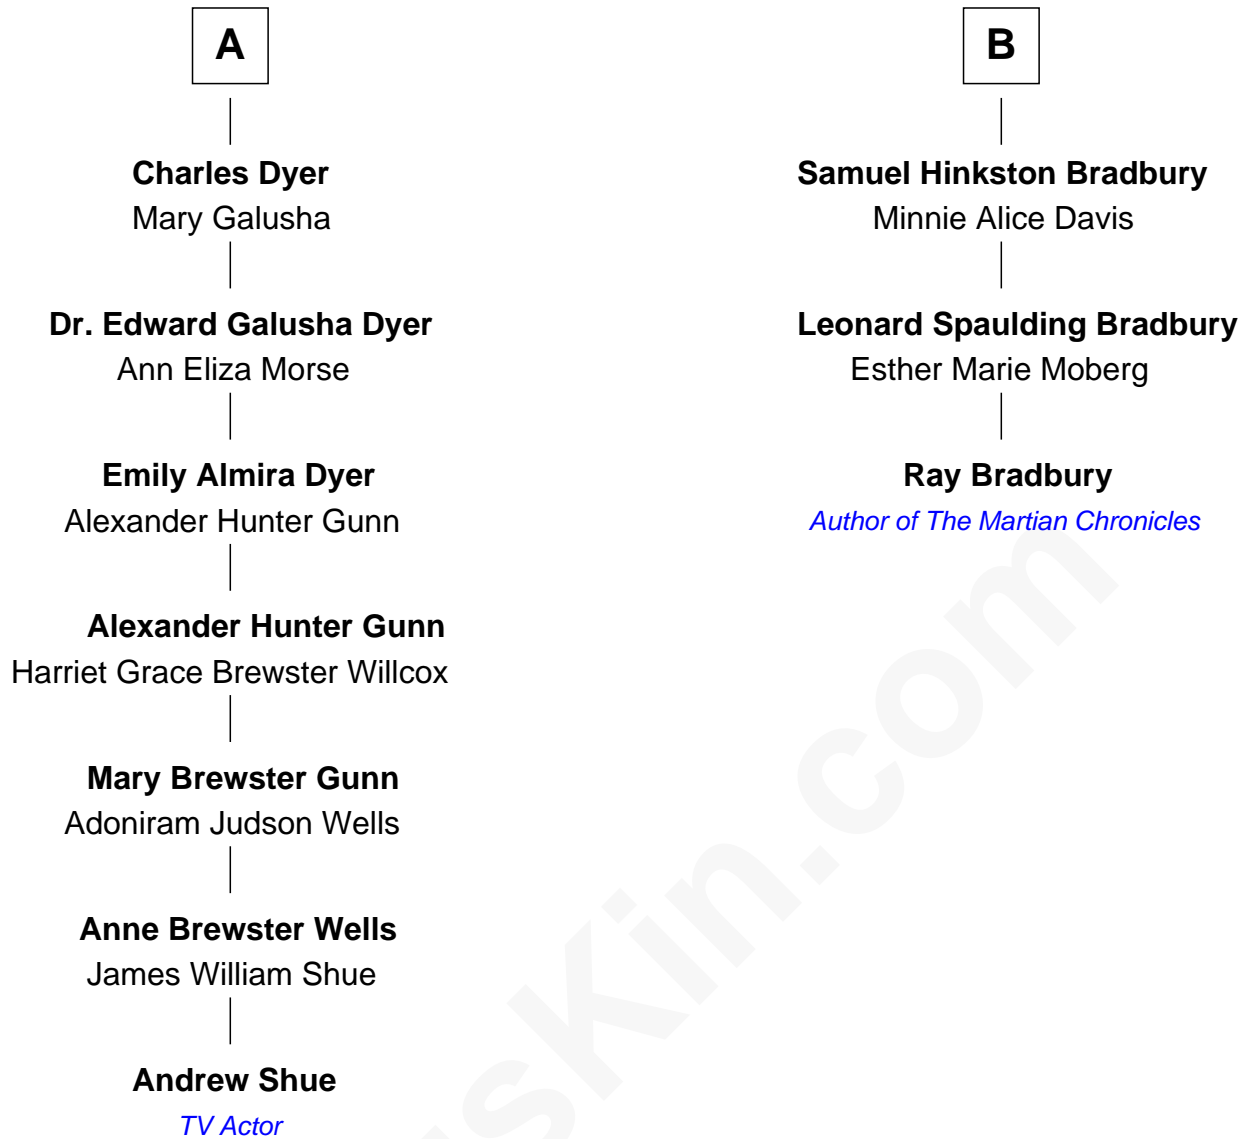 A
Charles Dyer
Mary Galusha
Dr. Edward Galusha Dyer
Ann Eliza Morse
Emily Almira Dyer
Alexander Hunter Gunn
Alexander Hunter Gunn
Harriet Grace Brewster Willcox
Mary Brewster Gunn
Adoniram Judson Wells
Anne Brewster Wells
James William Shue
Andrew Shue
TV Actor
B
Samuel Hinkston Bradbury
Minnie Alice Davis
Leonard Spaulding Bradbury
Esther Marie Moberg
Ray Bradbury
Author of The Martian Chronicles
sKin.com